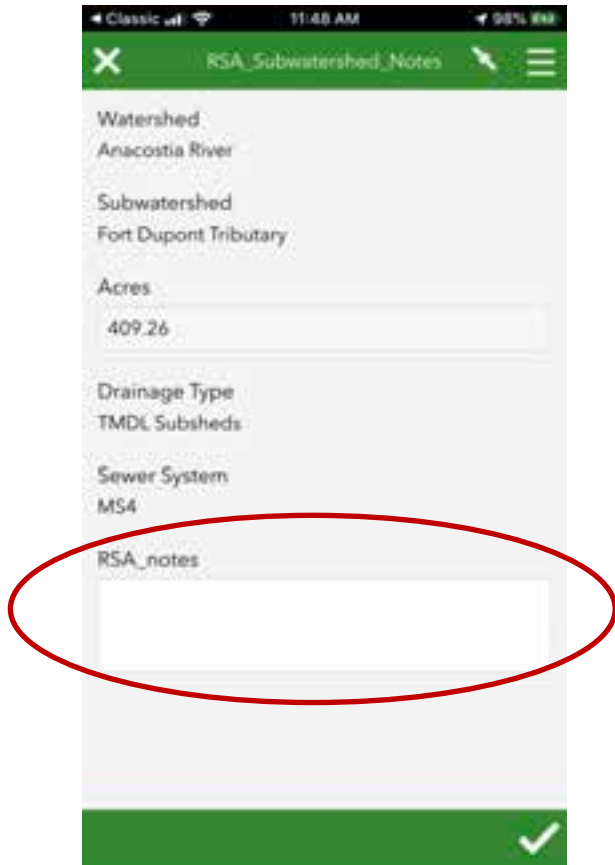 Classic 11:48 AM 98%
RSA_Subwatershed_Notes
Watershed
Anacostia River
Subwatershed
Fort Dupont Tributary
Acres
409.26
Drainage Type
TMDL Subsheds
Sewer System
MS4
RSA_notes